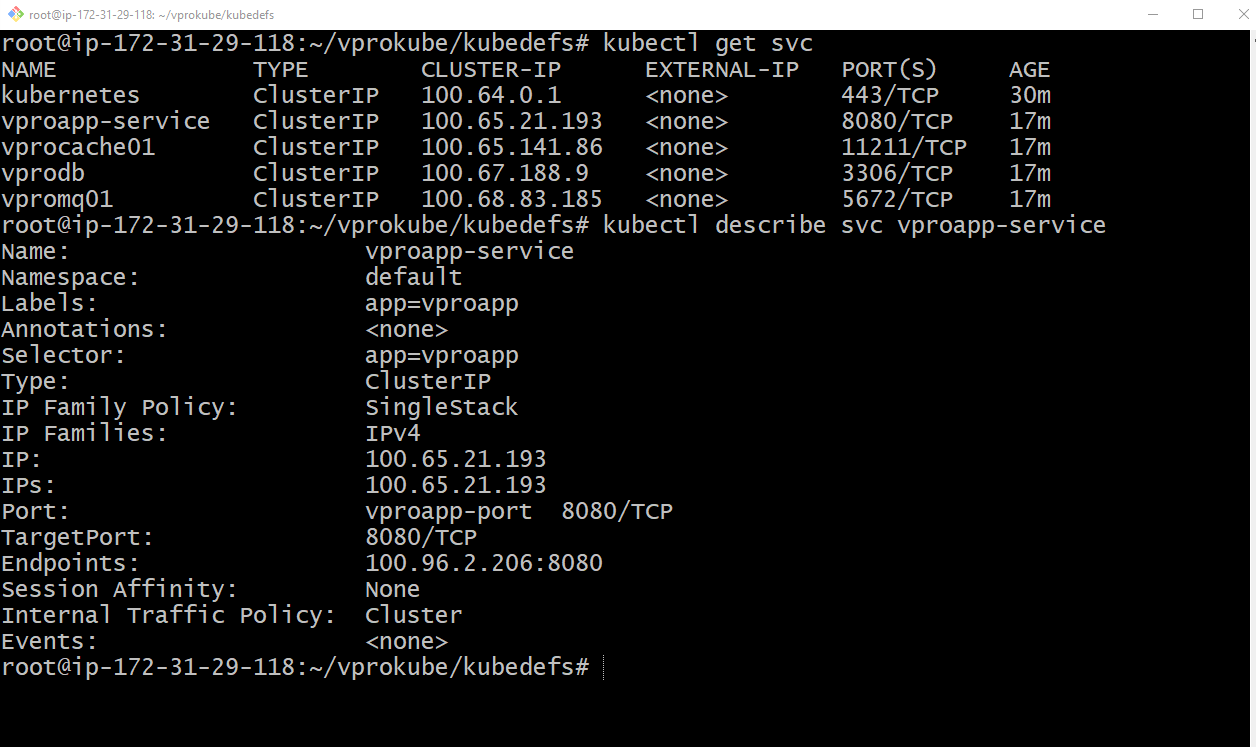 root@ip-172-31-29-118: ~/vprokube/kubedefs
root@ip-172-31-29-118:~/vprokube/kubedefs# kubectl get svc
NAME              TYPE        CLUSTER-IP      EXTERNAL-IP   PORT(S)     AGE
kubernetes        ClusterIP   100.64.0.1      <none>        443/TCP     30m
vproapp-service   ClusterIP   100.65.21.193   <none>        8080/TCP    17m
vprocache01       ClusterIP   100.65.141.86   <none>        11211/TCP   17m
vprodb            ClusterIP   100.67.188.9    <none>        3306/TCP    17m
vpromq01          ClusterIP   100.68.83.185   <none>        5672/TCP    17m
root@ip-172-31-29-118:~/vprokube/kubedefs# kubectl describe svc vproapp-service
Name:                     vproapp-service
Namespace:                default
Labels:                   app=vproapp
Annotations:              <none>
Selector:                 app=vproapp
Type:                     ClusterIP
IP Family Policy:         SingleStack
IP Families:              IPv4
IP:                       100.65.21.193
IPs:                      100.65.21.193
Port:                     vproapp-port  8080/TCP
TargetPort:               8080/TCP
Endpoints:                100.96.2.206:8080
Session Affinity:         None
Internal Traffic Policy:  Cluster
Events:                   <none>
root@ip-172-31-29-118:~/vprokube/kubedefs#